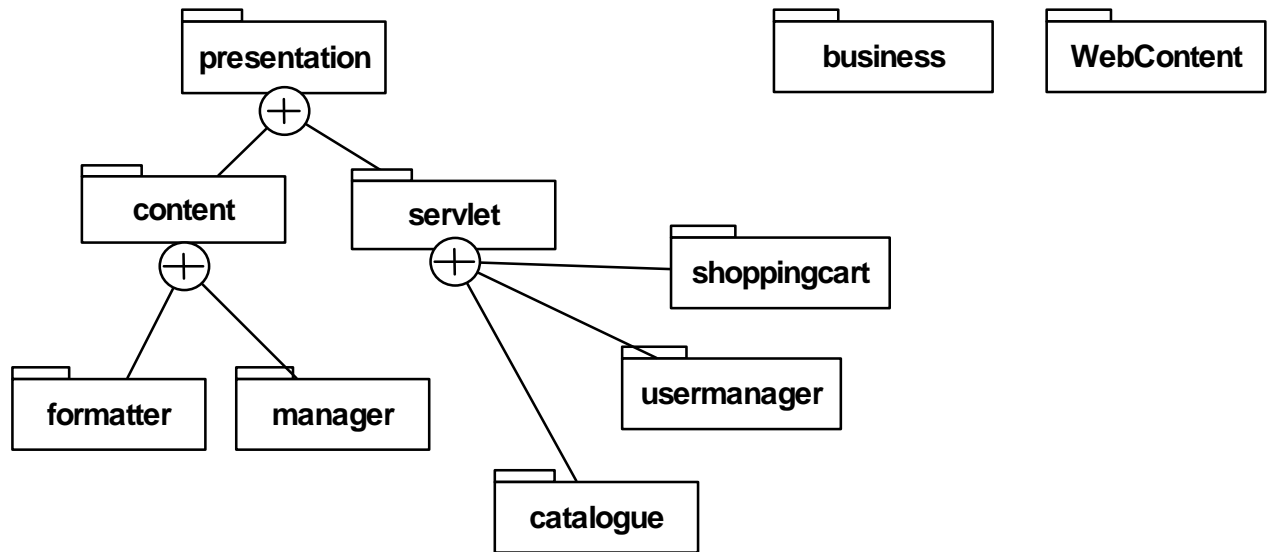 presentation
business
WebContent
content
servlet
shoppingcart
usermanager
formatter
manager
catalogue